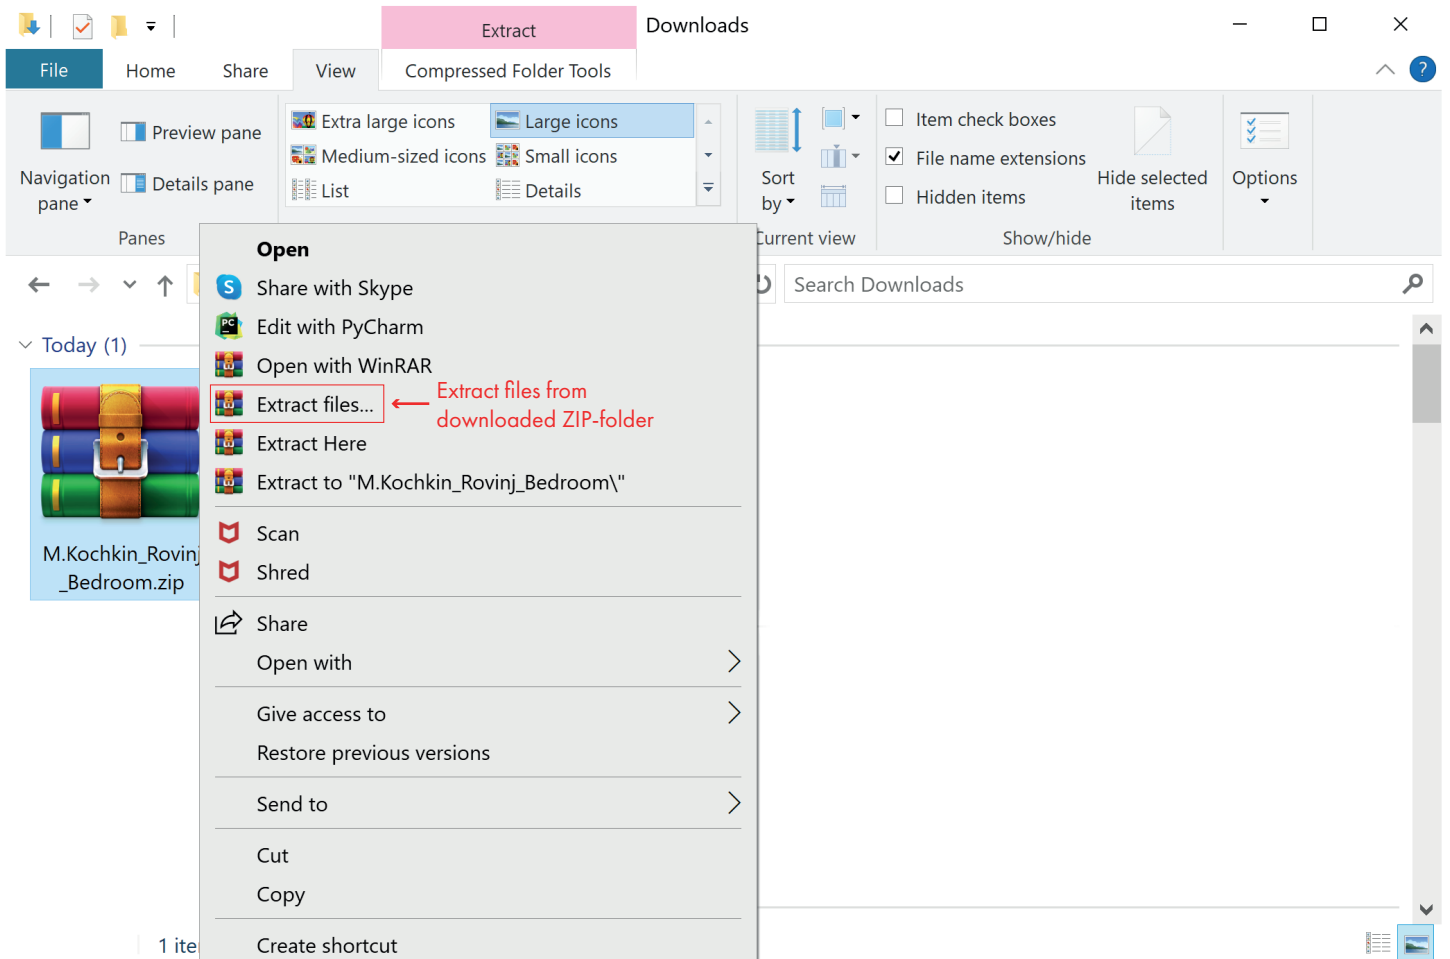 Extract
Downloads
File
Home
Share
View
Compressed Folder Tools
?
Navigation
pane
Preview pane
Details pane
Panes
Extra large icons
Large icons
Medium-sized icons
Small icons
List
Details
Sort
by
Current view
Item check boxes
File name extensions
Hidden items
Hide selected
items
Show/hide
Options
Search Downloads
Today (1)
M.Kochkin_Rovinj
_Bedroom.zip
Open
S
Share with Skype
PC
Edit with PyCharm
Open with WinRAR
Extract files...
Extract files from
downloaded ZIP-folder
Extract Here
Extract to "M.Kochkin_Rovinj_Bedroom\"
Scan
Shred
Share
Open with
Give access to
Restore previous versions
Send to
Cut
Copy
Create shortcut
1 ite